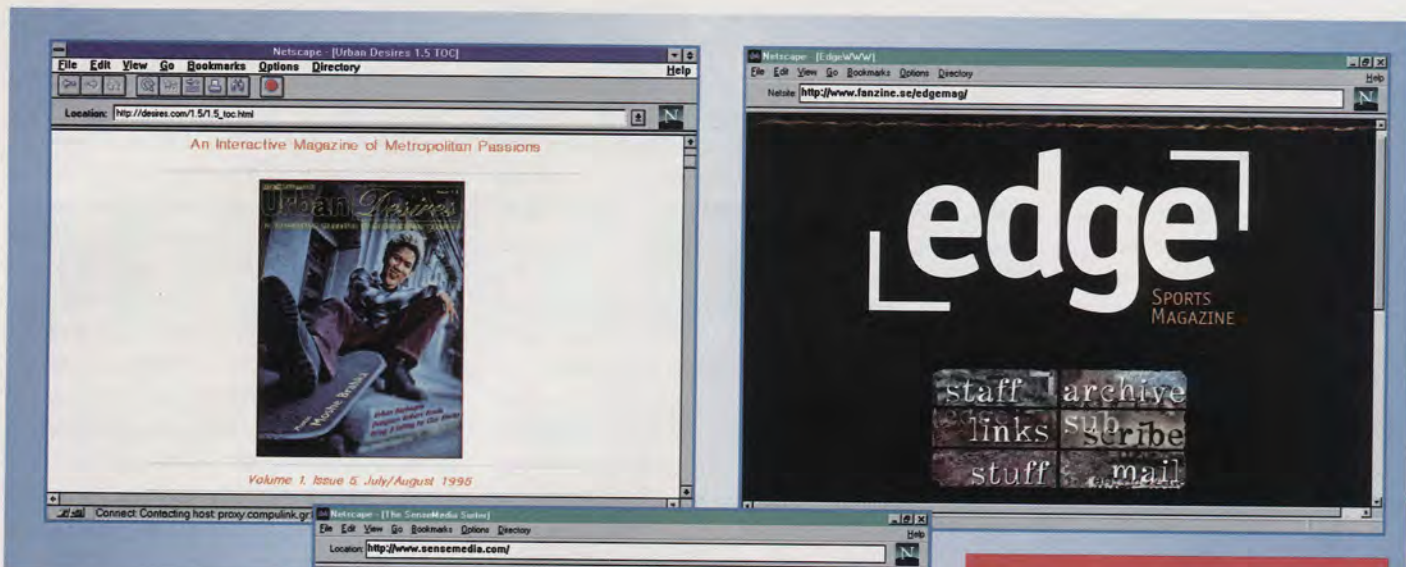 Netscape - [Urban Desires 1.5 TOC]
File Edit View Go Bookmarks Options Directory Help
Location: http://desires.com/1.5/1.5_toc.html
N
An Interactive Magazine of Metropolitan Passions
Urban Desires
Moshe Brakha
Volume 1, Issue 5, July/August 1995
Connect: Contacting host: proxy.compulink.gr
Netscape - [EdgeWWW]
File Edit View Go Bookmarks Options Directory Help
Netsite: http://www.fanzine.se/edgemag/
N
edge
SPORTS
MAGAZINE
staff archive
links subscribe
stuff mail
Netscape - [The SenseMedia Surfer]
File Edit View Go Bookmarks Options Directory Help
Location: http://www.sensemedia.com/
N